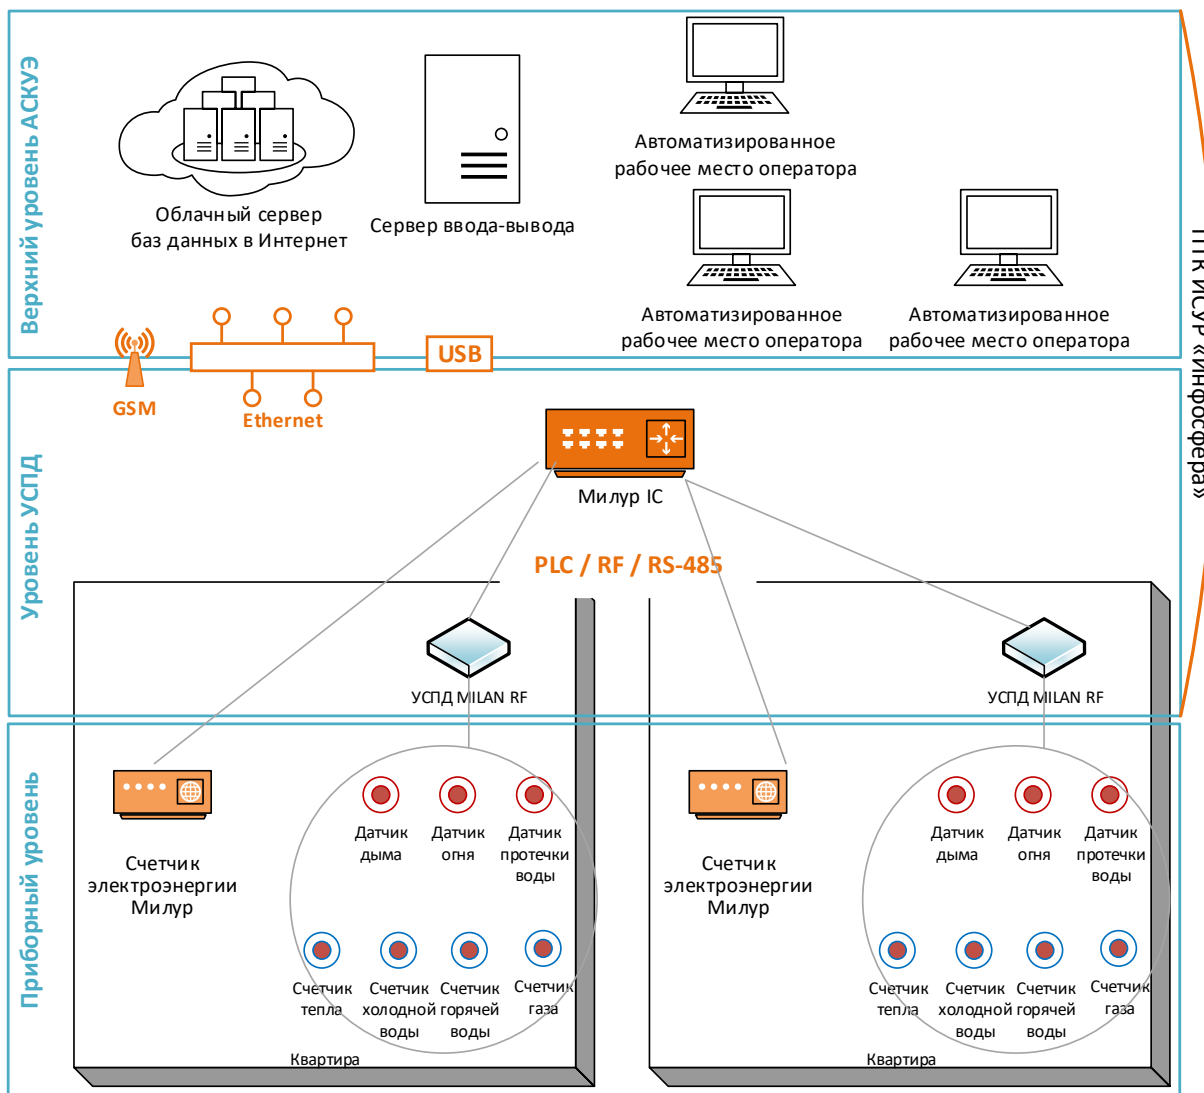 Верхний уровень АСКУЭ
Облачный сервер
баз данных в Интернет
Сервер ввода-вывода
Автоматизированное
рабочее место оператора
Автоматизированное
рабочее место оператора
Автоматизированное
рабочее место оператора
GSM
Ethernet
USB
ПТК ИСУР «Инфосфера»
Уровень УСПД
Милур IC
PLC / RF / RS-485
УСПД MILAN RF
УСПД MILAN RF
Приборный уровень
Счетчик
электроэнергии
Милур
Датчик
дыма
Датчик
огня
Датчик
протечки
воды
Счетчик
тепла
Счетчик
холодной
воды
Счетчик
горячей
воды
Счетчик
газа
Квартира
Счетчик
электроэнергии
Милур
Датчик
дыма
Датчик
огня
Датчик
протечки
воды
Счетчик
тепла
Счетчик
холодной
воды
Счетчик
горячей
воды
Счетчик
газа
Квартира